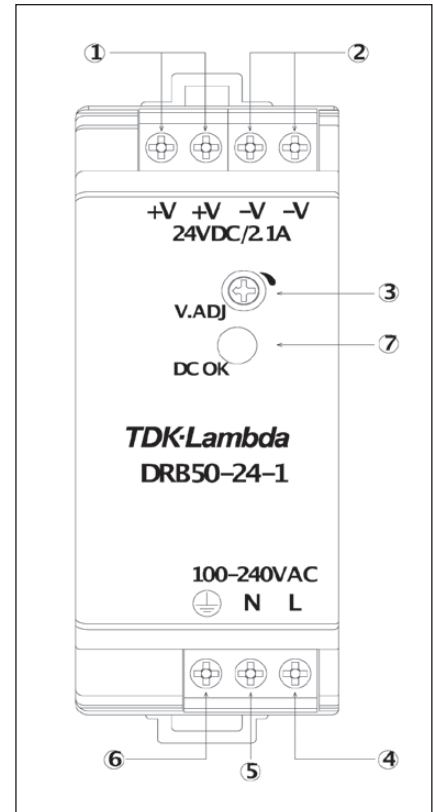 ① ②
+V +V –V –V
24VDC/2.1A
③
V.ADJ
⑦
DC OK
TDK·Lambda
DRB50–24–1
100–240VAC
N L
⑥ ⑤ ④